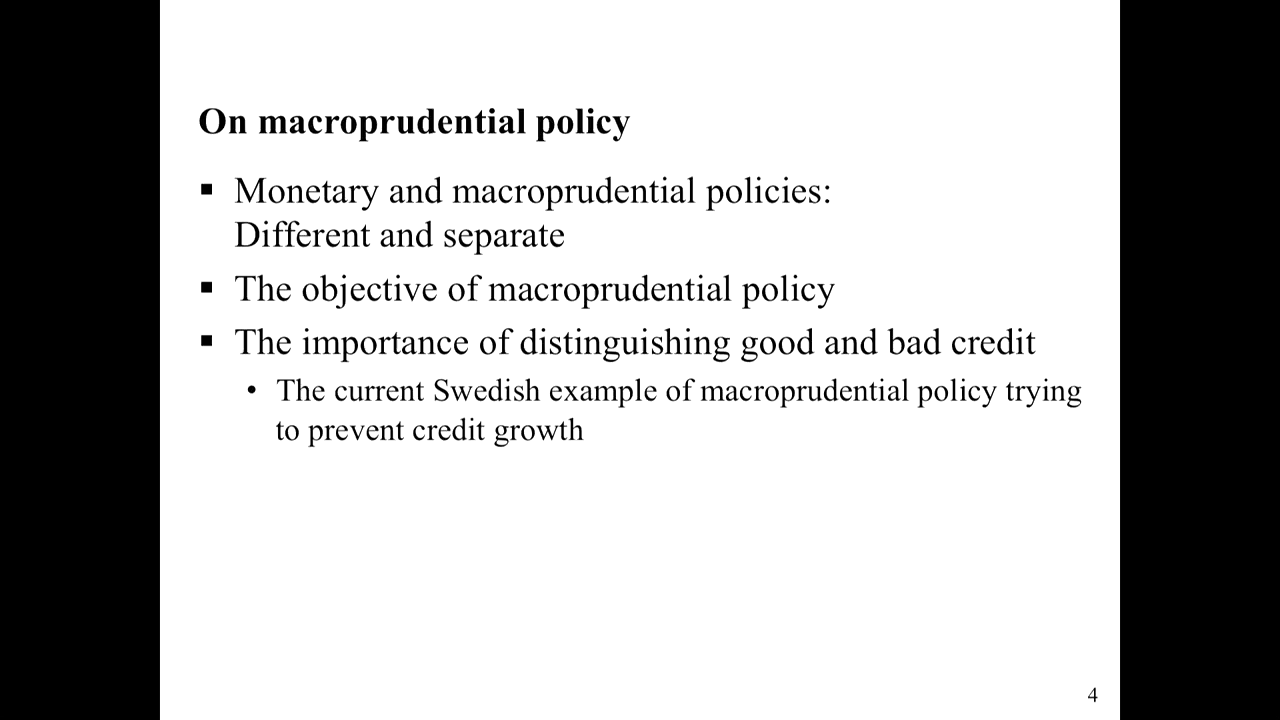 On macroprudential policy
▪ Monetary and macroprudential policies:
Different and separate
▪ The objective of macroprudential policy
▪ The importance of distinguishing good and bad credit
• The current Swedish example of macroprudential policy trying
to prevent credit growth
4